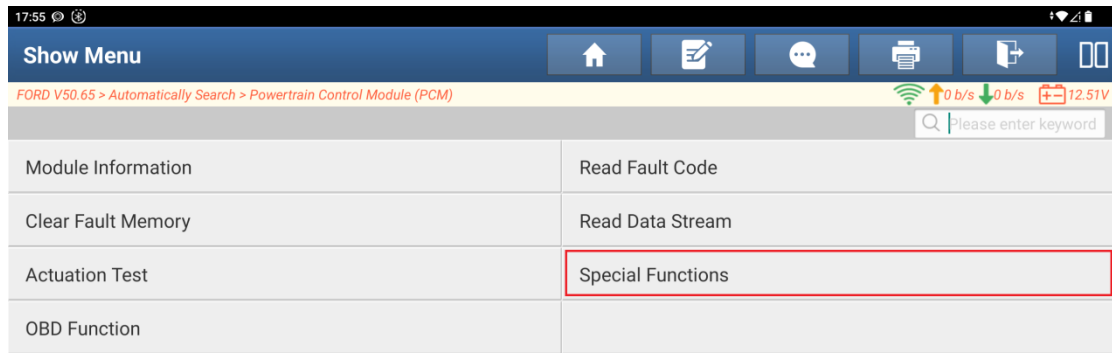 17:55
Show Menu
FORD V50.65 > Automatically Search > Powertrain Control Module (PCM)
0 b/s 0 b/s 12.51V
Please enter keyword
Module Information
Read Fault Code
Clear Fault Memory
Read Data Stream
Actuation Test
Special Functions
OBD Function